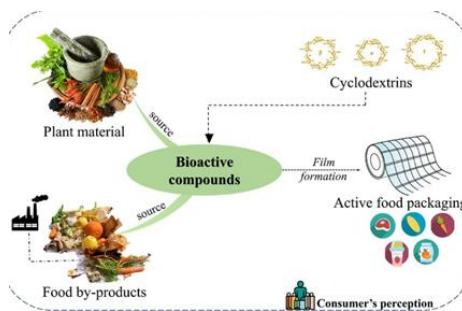 Plant material
source
Cyclodextrins
Bioactive
compounds
Film
formation
source
Active food packaging
Food by-products
Consumer's perception